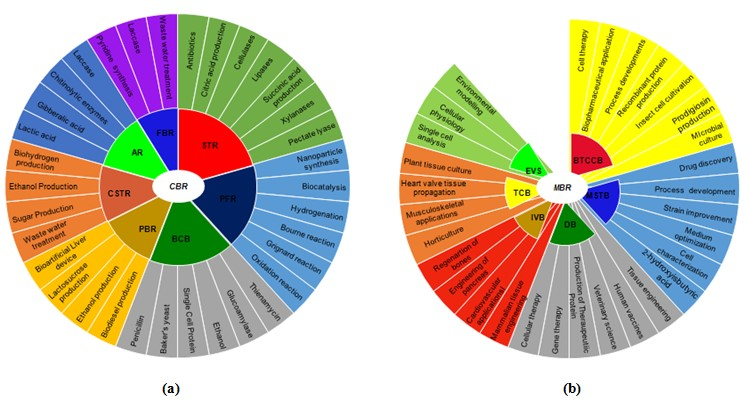 Antibiotics
Citric acid production
Cellulases
Lipases
Succinic acid
production
Xylanases
Pectate lyase
Nanoparticle
synthesis
Biocatalysis
Hydrogenation
Bourne reaction
Grignard reaction
Oxidation reaction
Thienamycin
Glucoamylase
Ethanol
Single Cell Protein
Baker's yeast
Penicillin
Biodiesel production
Ethanol production
Lactosucrose
production
Bioartificial Liver
device
Waste water
treatment
Sugar Production
Ethanol Production
Biohydrogen
production
Lactic acid
Gibberalic acid
Chitinolytic enzymes
Laccase
Pyridine synthesis
Laccase
Waste water treatment
STR
PFR
BCB
PBR
CSTR
AR
FBR
CBR
(a)
Cell therapy
Biopharmaceutical application
Process developments
Recombinant protein
production
Insect cell cultivation
Prodigiosin
production
Microbial
culture
Drug discovery
Process development
Strain improvement
Medium
optimization
Cell
characterization
2-hydroxyisbutyric
acid
Tissue engineering
Human vaccines
Veterinary science
Production of Theraupeutic
Protein
Gene therapy
Cellular therapy
Mammalian tissue
engineering
Cardiovascular
applications
Engineering of
pancreas
Regenartion of
bones
Horticulture
Musculoskeletal
applications
Heart valve tissue
propagation
Plant tissue culture
Single cell
analysis
Cellular
physiology
Environmental
modelling
BTCCB
MSTB
DB
IVB
TCB
EVS
MBR
(b)